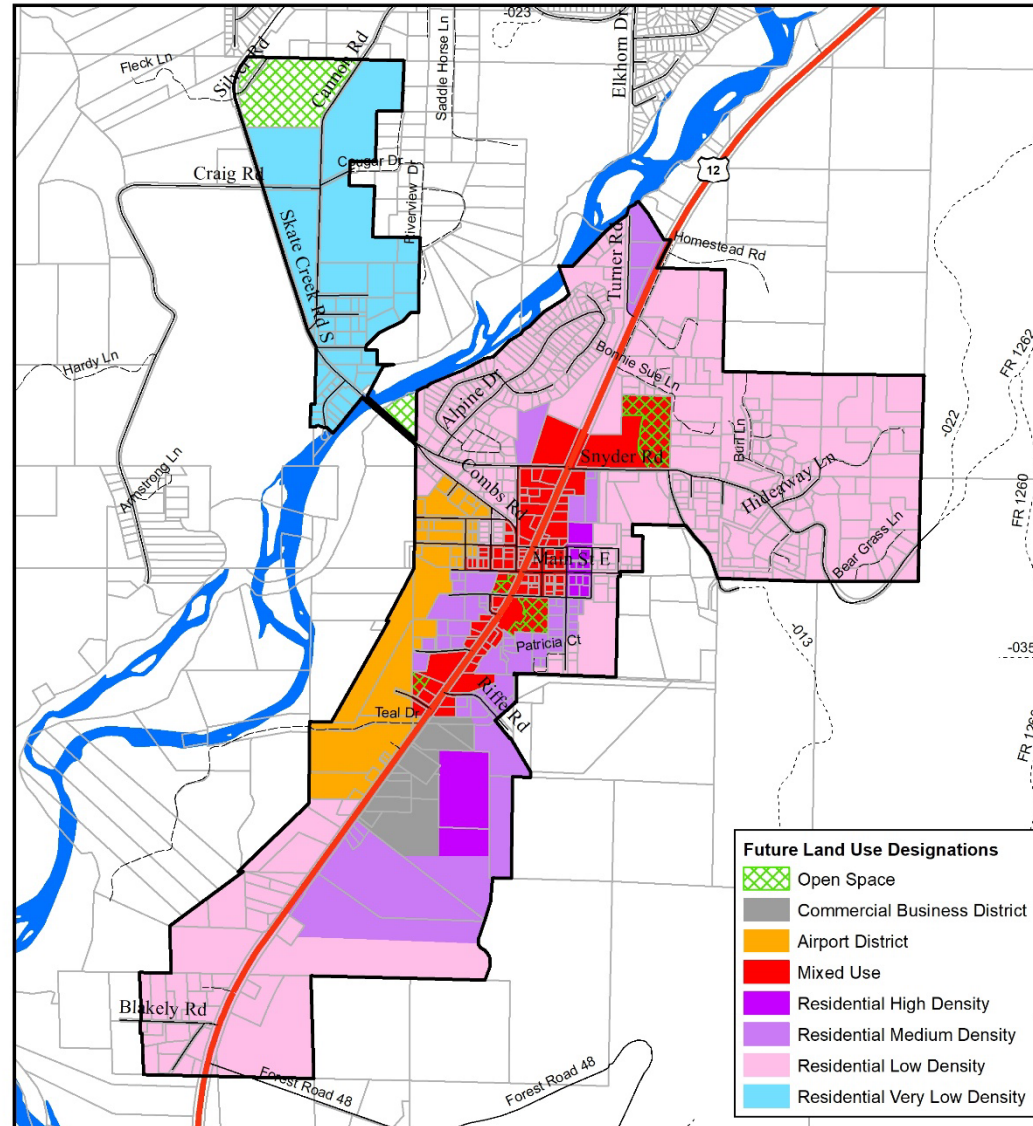 -023
Fleck Ln
Silver Rd
Cannon Rd
Saddle Horse Ln
Elkhorn Dr
12
Craig Rd
Cougar Dr
Riverview Dr
Skate Creek Rd S
Turner Rd
Homestead Rd
Hardy Ln
Bonnie Sue Ln
Alpine Dr
FR 1262
-022
Burl Ln
Snyder Rd
Combs Rd
Hideaway Ln
Armstrong Ln
FR 1260
Main St E
Bear Grass Ln
-013
Patricia Ct
-035
Riffe Rd
Teal Dr
Future Land Use Designations
Open Space
Commercial Business District
Airport District
Mixed Use
Residential High Density
Residential Medium Density
Residential Low Density
Residential Very Low Density
Blakely Rd
Forest Road 48
Forest Road 48